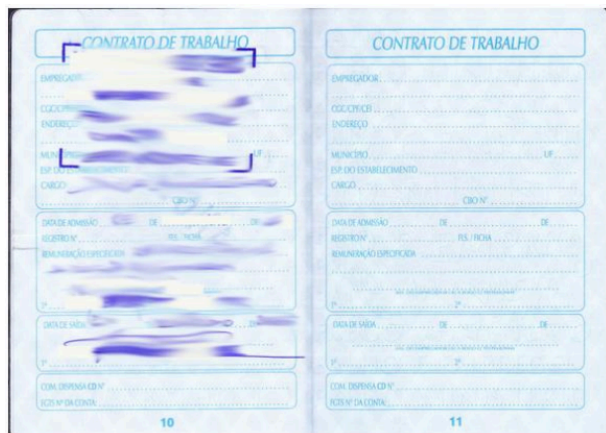 CONTRATO DE TRABALHO
EMPREGADOR
CGC/CPF/CEI
ENDEREÇO
MUNICÍPIO UF
ESP. DO ESTABELECIMENTO
CARGO
CBO Nº
DATA DE ADMISSÃO DE DE
REGISTRO Nº FLS. / FICHA
REMUNERAÇÃO ESPECIFICADA
1º
DATA DE SAÍDA DE
1º
COM. DISPENSA CD Nº
FGTS Nº DA CONTA
10
CONTRATO DE TRABALHO
EMPREGADOR
CGC/CPF/CEI
ENDEREÇO
MUNICÍPIO UF
ESP. DO ESTABELECIMENTO
CARGO
CBO Nº
DATA DE ADMISSÃO DE DE
REGISTRO Nº FLS. / FICHA
REMUNERAÇÃO ESPECIFICADA
1º 2º
DATA DE SAÍDA DE DE
1º 2º
COM. DISPENSA CD Nº
FGTS Nº DA CONTA
11